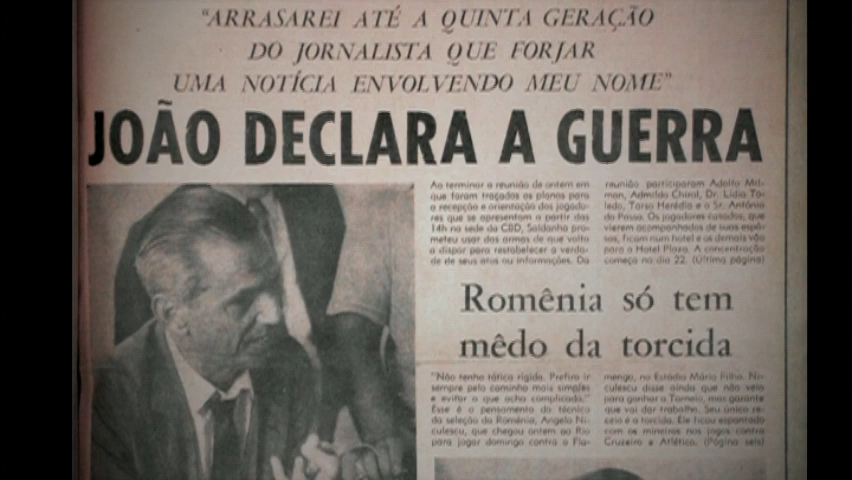 "ARRASAREI ATÉ A QUINTA GERAÇÃO
DO JORNALISTA QUE FORJAR
UMA NOTÍCIA ENVOLVENDO MEU NOME"
JOÃO DECLARA A GUERRA
Ao terminar a reunião de ontem em
que foram traçados os planos para
a recepção e orientação dos jogado-
res que se apresentam a partir das
14h na sede da CBD, Saldanha pro-
meteu usar das armas de que volta
a dispor para restabelecer a verda-
de de seus atos ou informações. Da
reunião participaram Adolfo Mil-
man, Admildo Chirol, Dr. Lídio To-
ledo, Tarso Herédia e o Sr. Antônio
do Passo. Os jogadores casados, que
vierem acompanhados de suas espô-
sas, ficam num hotel e os demais vão
para o Hotel Plaza. A concentração
começa no dia 22. (Última página)
Romênia só tem
mêdo da torcida
"Não tenho tática rígida. Prefiro ir
sempre pelo caminho mais simples
e evitar o que acho complicado."
Êsse é o pensamento do técnico
da seleção da Romênia, Angelo Ni-
culescu, que chegou ontem ao Rio
para jogar domingo contra o Fla-
mengo, no Estádio Mário Filho. Ni-
culescu disse ainda que não veio
para ganhar o Torneio, mas garante
que vai dar trabalho. Seu único re-
ceio é a torcida. Ele ficou espantado
com os mineiros nos jogos contra
Cruzeiro e Atlético. (Página seis)